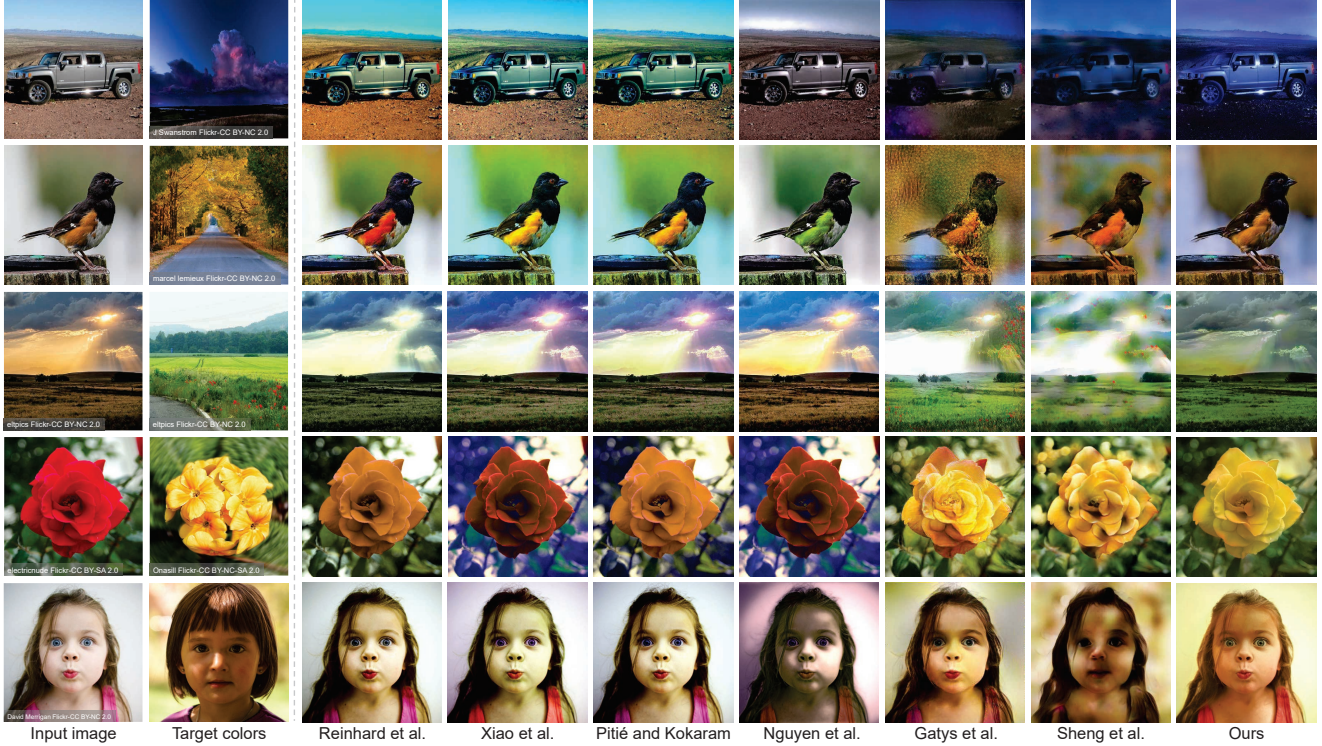 J Swanstrom Flickr-CC BY-NC 2.0
marcel lemieux Flickr-CC BY-NC 2.0
eltpics Flickr-CC BY-NC 2.0
eltpics Flickr-CC BY-NC 2.0
electricnude Flickr-CC BY-SA 2.0
Onasill Flickr-CC BY-NC-SA 2.0
David Merrigan Flickr-CC BY-NC 2.0
Input image
Target colors
Reinhard et al.
Xiao et al.
Pitié and Kokaram
Nguyen et al.
Gatys et al.
Sheng et al.
Ours